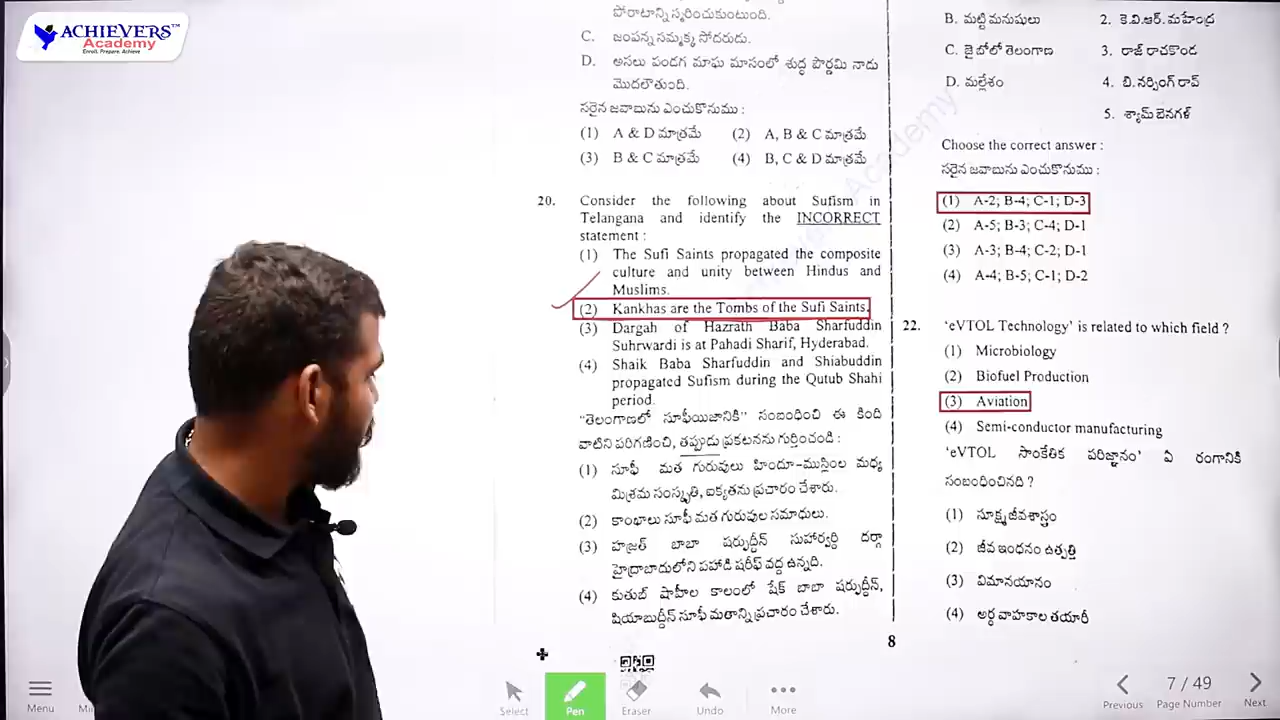 ACHIEVERS™
Academy
Enroll. Prepare. Achieve
పోరాటాన్ని స్మరించుకుంటుంది.
C. జంపన్న సమ్మక్క సోదరుడు.
D. అసలు పండగ మాఘ మాసంలో శుద్ధ పౌర్ణమి నాడు
మొదలౌతుంది.
సరైన జవాబును ఎంచుకొనుము :
(1) A & D మాత్రమే (2) A, B & C మాత్రమే
(3) B & C మాత్రమే (4) B, C & D మాత్రమే
20. Consider the following about Sufism in
Telangana and identify the INCORRECT
statement :
(1) The Sufi Saints propagated the composite
culture and unity between Hindus and
Muslims.
(2) Kankhas are the Tombs of the Sufi Saints.
(3) Dargah of Hazrath Baba Sharfuddin
Suhrwardi is at Pahadi Sharif, Hyderabad.
(4) Shaik Baba Sharfuddin and Shiabuddin
propagated Sufism during the Qutub Shahi
period.
“తెలంగాణలో సూఫీయిజానికి” సంబంధించి ఈ కింది
వాటిని పరిగణించి, తప్పుడు ప్రకటనను గుర్తించండి :
(1) సూఫీ మత గురువులు హిందూ-ముస్లింల మధ్య
మిశ్రమ సంస్కృతి, ఐక్యతను ప్రచారం చేశారు.
(2) కాంఖాలు సూఫీ మత గురువుల సమాధులు.
(3) హజ్రత్ బాబా షర్ఫుద్దీన్ సుహార్వర్ది దర్గా
హైద్రాబాదులోని పహాడి షరీఫ్ వద్ద ఉన్నది.
(4) కుతుబ్ షాహీల కాలంలో షేక్ బాబా షర్ఫుద్దీన్,
షియాబుద్దీన్ సూఫీ మతాన్ని ప్రచారం చేశారు.
B. మట్టి మనుషులు 2. కె.వి.ఆర్. మహేంద్ర
C. జై బోలో తెలంగాణ 3. రాజ్ రాచకొండ
D. మల్లేశం 4. బి.నర్సింగ్ రావ్
5. శ్యామ్ బెనగళ్
Choose the correct answer :
సరైన జవాబును ఎంచుకొనుము :
(1) A-2; B-4; C-1; D-3
(2) A-5; B-3; C-4; D-1
(3) A-3; B-4; C-2; D-1
(4) A-4; B-5; C-1; D-2
22. ‘eVTOL Technology’ is related to which field ?
(1) Microbiology
(2) Biofuel Production
(3) Aviation
(4) Semi-conductor manufacturing
‘eVTOL సాంకేతిక పరిజ్ఞానం’ ఏ రంగానికి
సంబంధించినది ?
(1) సూక్ష్మజీవశాస్త్రం
(2) జీవ ఇంధనం ఉత్పత్తి
(3) విమానయానం
(4) అర్ధ వాహకాల తయారీ
8
Menu
Select
Pen
Eraser
Undo
More
Previous
7 / 49
Page Number
Next